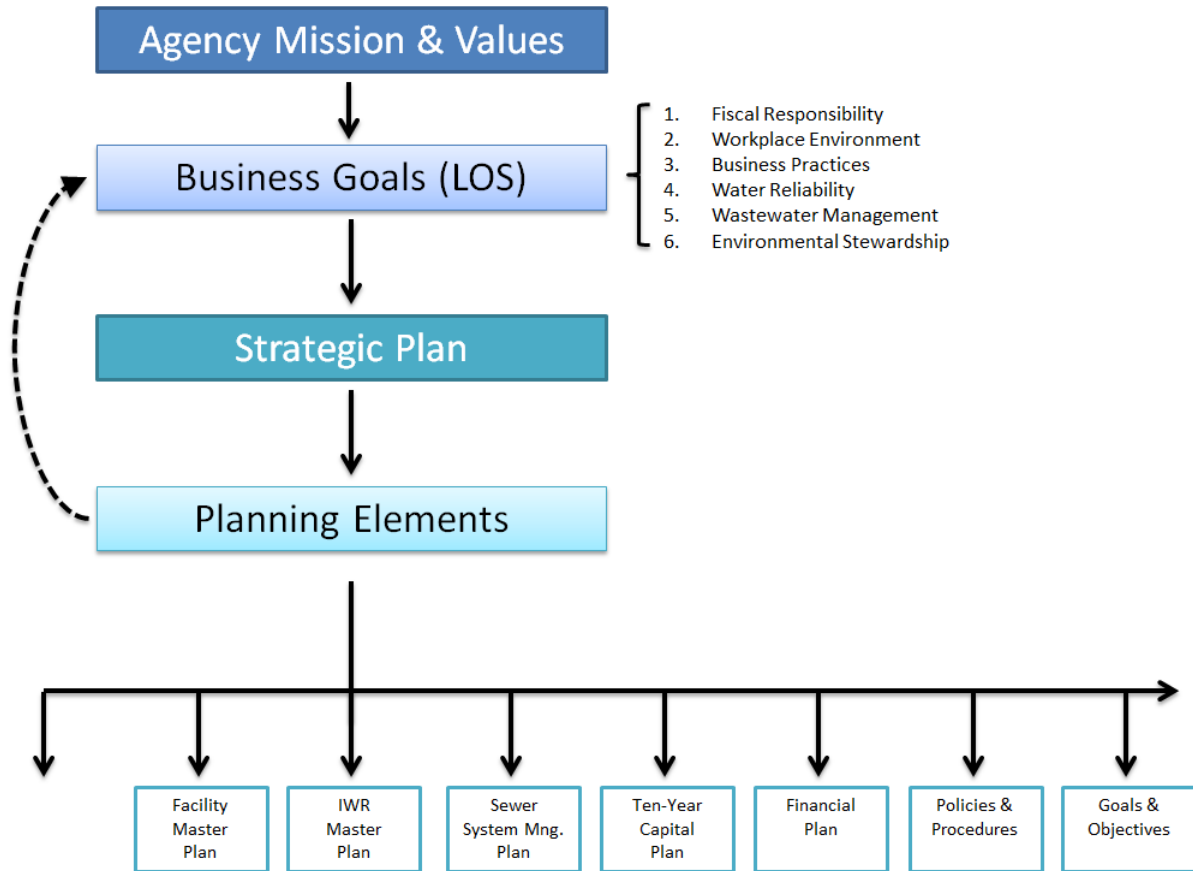 Agency Mission & Values
Business Goals (LOS)
1. Fiscal Responsibility
2. Workplace Environment
3. Business Practices
4. Water Reliability
5. Wastewater Management
6. Environmental Stewardship
Strategic Plan
Planning Elements
Facility
Master
Plan
IWR
Master
Plan
Sewer
System Mng.
Plan
Ten-Year
Capital
Plan
Financial
Plan
Policies &
Procedures
Goals &
Objectives